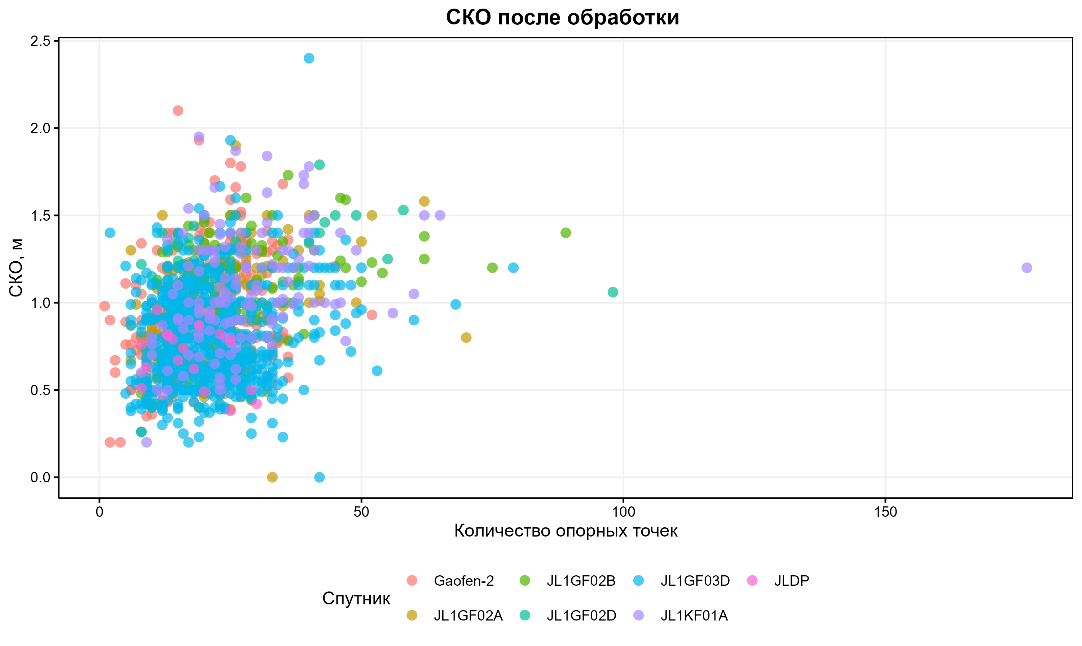 СКО после обработки
2.5
2.0
1.5
1.0
0.5
0.0
СКО, м
0 50 100 150
Количество опорных точек
Спутник
Gaofen-2 JL1GF02B JL1GF03D JLDP
JL1GF02A JL1GF02D JL1KF01A